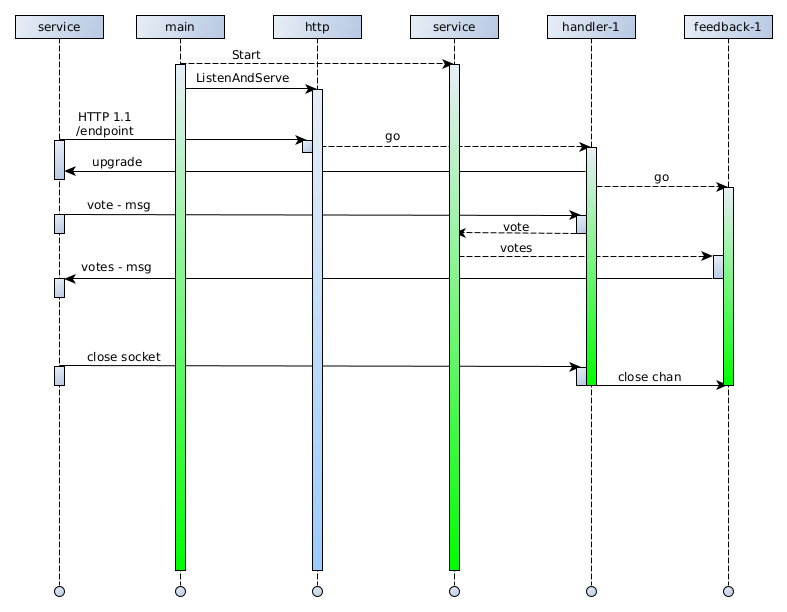 service
main
http
service
handler-1
feedback-1
Start
ListenAndServe
HTTP 1.1
/endpoint
go
upgrade
go
vote - msg
vote
votes
votes - msg
close socket
close chan